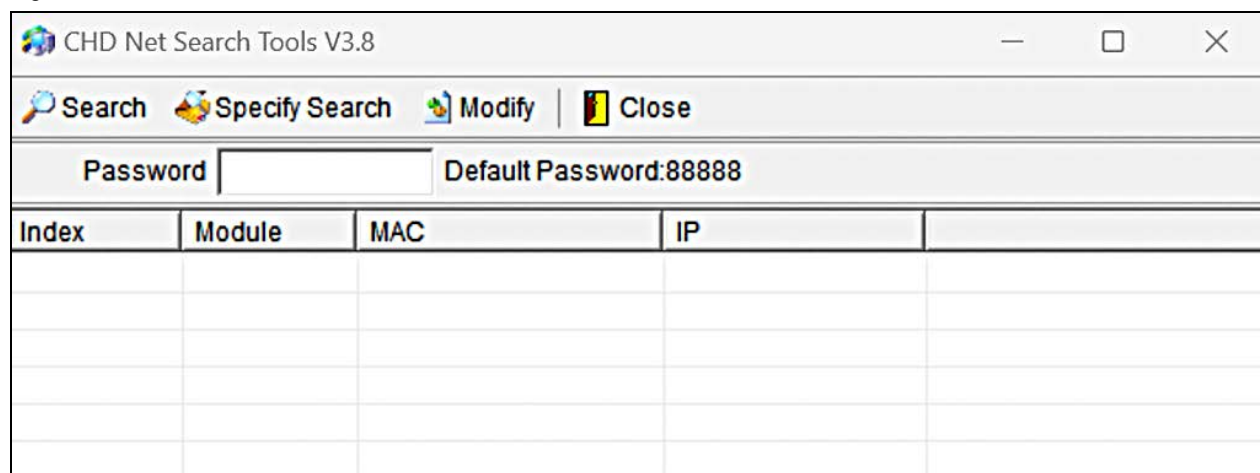 CHD Net Search Tools V3.8
Search Specify Search Modify Close
Password Default Password:88888
Index Module MAC IP